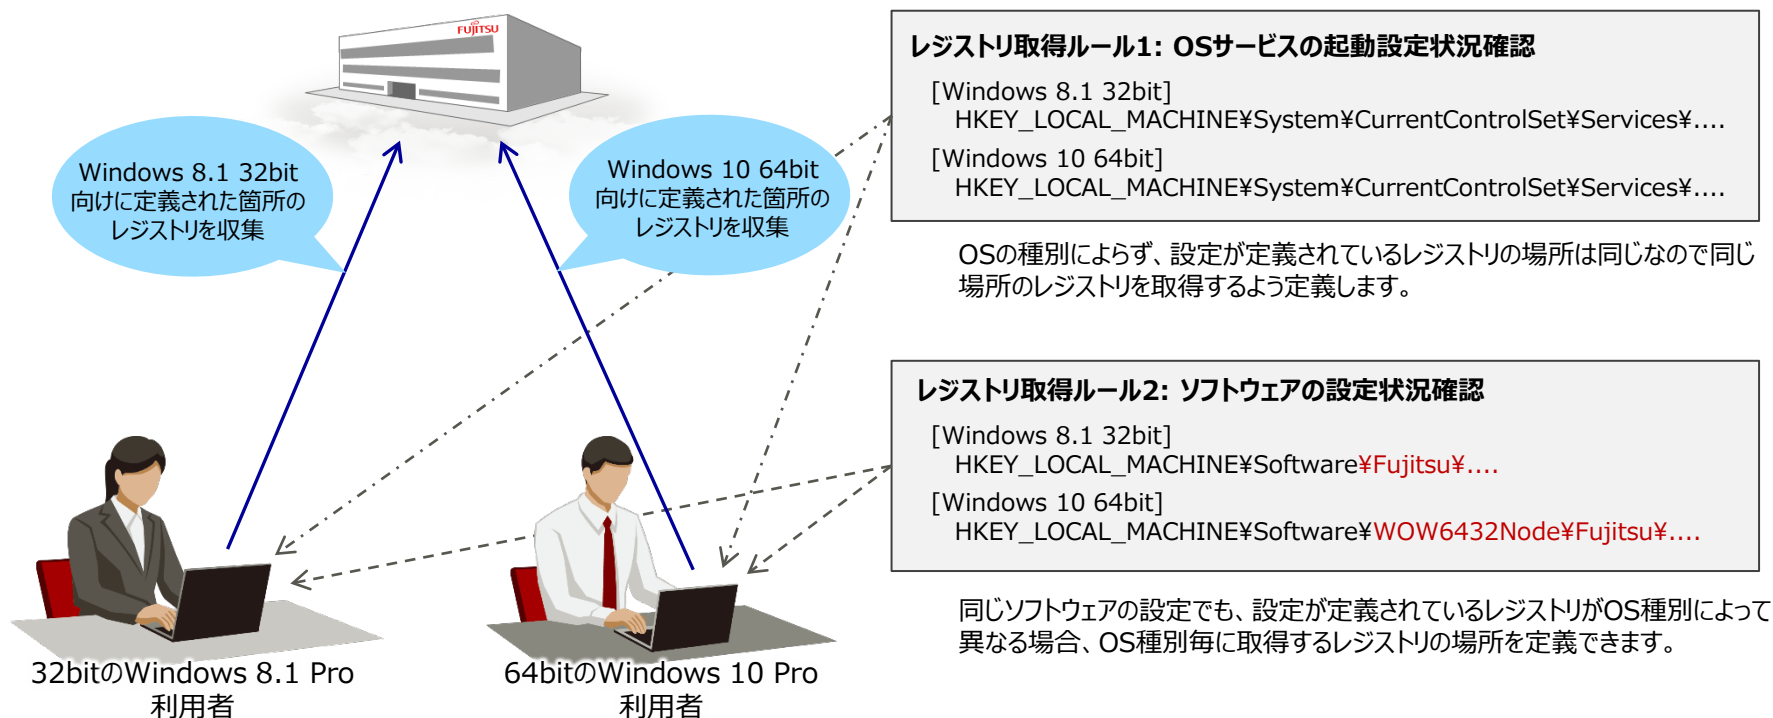 FUJITSU
Windows 8.1 32bit
向けに定義された箇所の
レジストリを収集
Windows 10 64bit
向けに定義された箇所の
レジストリを収集
32bitのWindows 8.1 Pro
利用者
64bitのWindows 10 Pro
利用者
レジストリ取得ルール1: OSサービスの起動設定状況確認
[Windows 8.1 32bit]
HKEY_LOCAL_MACHINE¥System¥CurrentControlSet¥Services¥....
[Windows 10 64bit]
HKEY_LOCAL_MACHINE¥System¥CurrentControlSet¥Services¥....
OSの種別によらず、設定が定義されているレジストリの場所は同じなので同じ
場所のレジストリを取得するよう定義します。
レジストリ取得ルール2: ソフトウェアの設定状況確認
[Windows 8.1 32bit]
HKEY_LOCAL_MACHINE¥Software¥Fujitsu¥....
[Windows 10 64bit]
HKEY_LOCAL_MACHINE¥Software¥WOW6432Node¥Fujitsu¥....
同じソフトウェアの設定でも、設定が定義されているレジストリがOS種別によって
異なる場合、OS種別毎に取得するレジストリの場所を定義できます。